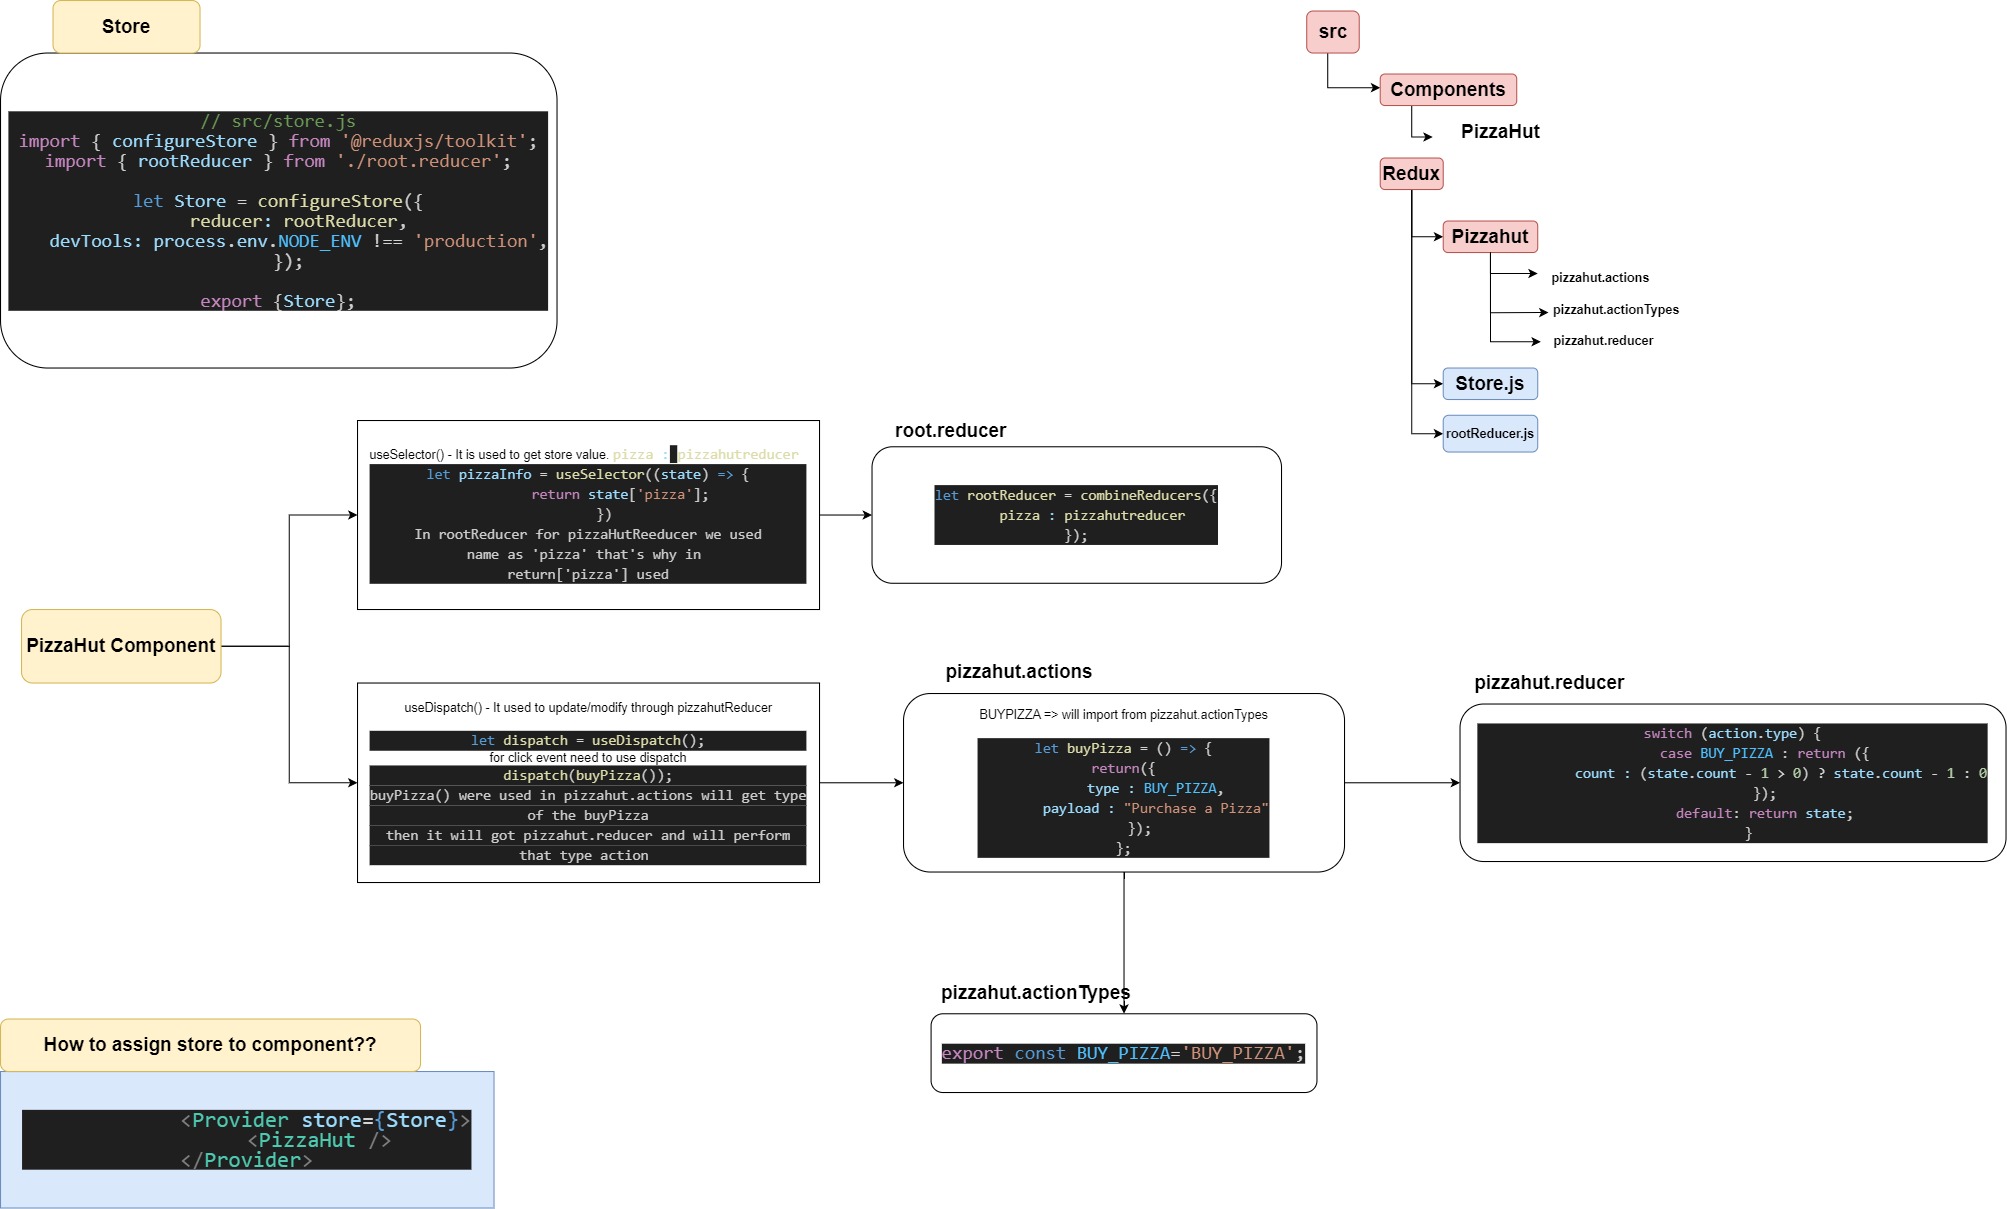 Store
// src/store.js
import { configureStore } from '@reduxjs/toolkit';
import { rootReducer } from './root.reducer';
let Store = configureStore({
reducer: rootReducer,
devTools: process.env.NODE_ENV !== 'production',
});
export {Store};
src
Components
PizzaHut
Redux
Pizzahut
pizzahut.actions
pizzahut.actionTypes
pizzahut.reducer
Store.js
rootReducer.js
useSelector() - It is used to get store value. pizza : pizzahutreducer
let pizzaInfo = useSelector((state) => {
return state['pizza'];
})
In rootReducer for pizzaHutReeducer we used
name as 'pizza' that's why in
return['pizza'] used
root.reducer
let rootReducer = combineReducers({
pizza : pizzahutreducer
});
PizzaHut Component
useDispatch() - It used to update/modify through pizzahutReducer
let dispatch = useDispatch();
for click event need to use dispatch
dispatch(buyPizza());
buyPizza() were used in pizzahut.actions will get type
of the buyPizza
then it will got pizzahut.reducer and will perform
that type action
pizzahut.actions
BUYPIZZA => will import from pizzahut.actionTypes
let buyPizza = () => {
return({
type : BUY_PIZZA,
payload : "Purchase a Pizza"
});
};
pizzahut.reducer
switch (action.type) {
case BUY_PIZZA : return ({
count : (state.count - 1 > 0) ? state.count - 1 : 0
});
default: return state;
}
pizzahut.actionTypes
export const BUY_PIZZA='BUY_PIZZA';
How to assign store to component??
<Provider store={Store}>
<PizzaHut />
</Provider>